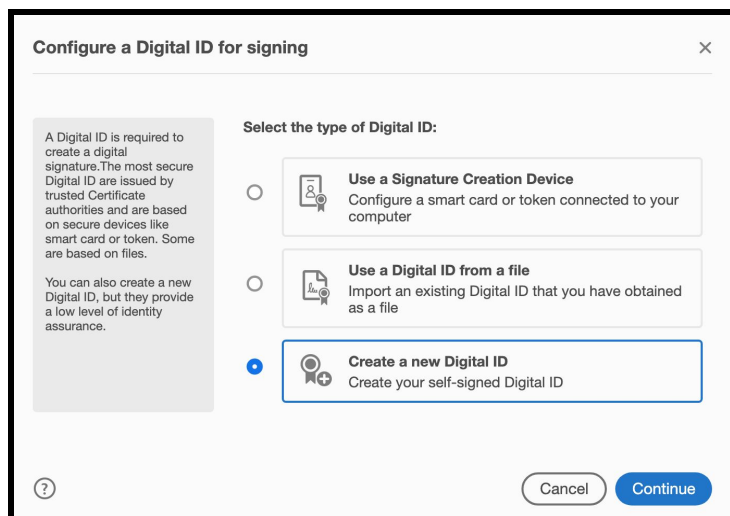 Configure a Digital ID for signing
A Digital ID is required to
create a digital
signature.The most secure
Digital ID are issued by
trusted Certificate
authorities and are based
on secure devices like
smart card or token. Some
are based on files.
You can also create a new
Digital ID, but they provide
a low level of identity
assurance.
Select the type of Digital ID:
Use a Signature Creation Device
Configure a smart card or token connected to your
computer
Use a Digital ID from a file
Import an existing Digital ID that you have obtained
as a file
Create a new Digital ID
Create your self-signed Digital ID
?
Cancel
Continue